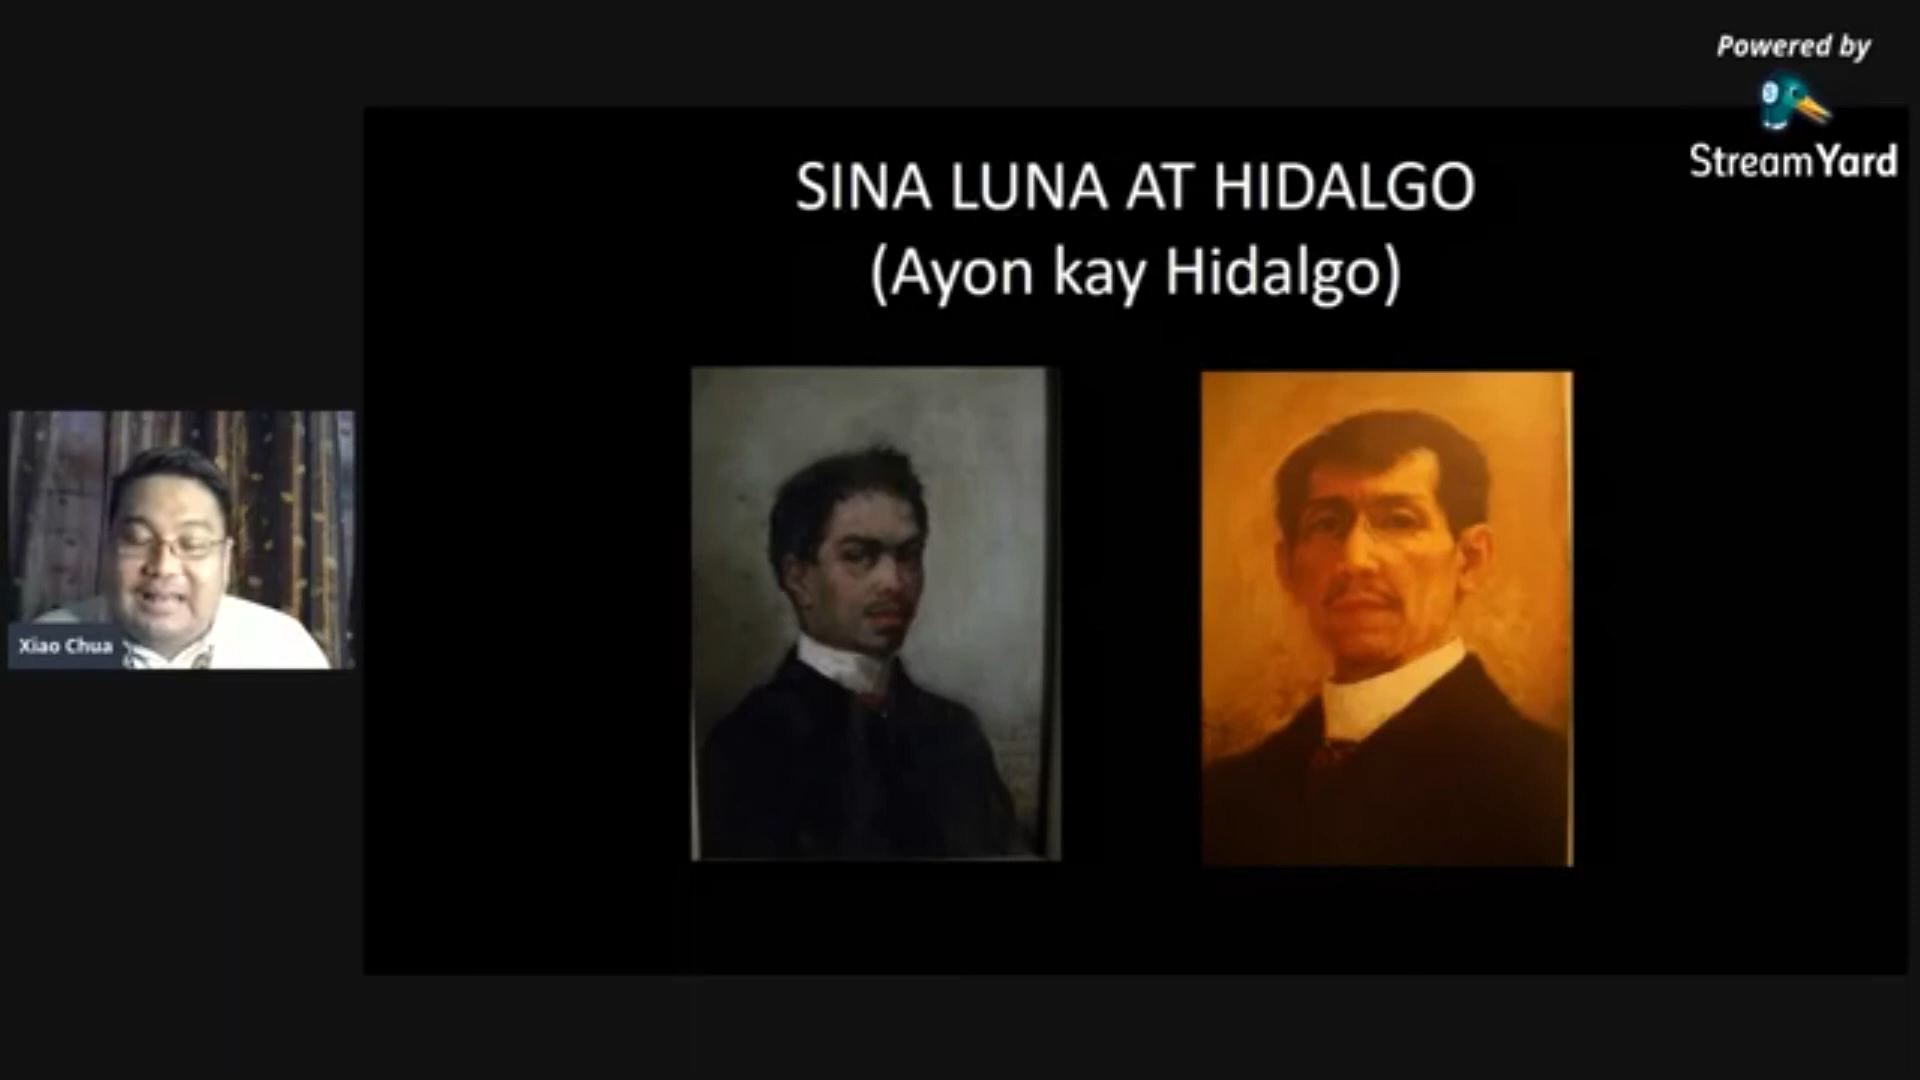 Powered by
StreamYard
SINA LUNA AT HIDALGO
(Ayon kay Hidalgo)
Xiao Chua